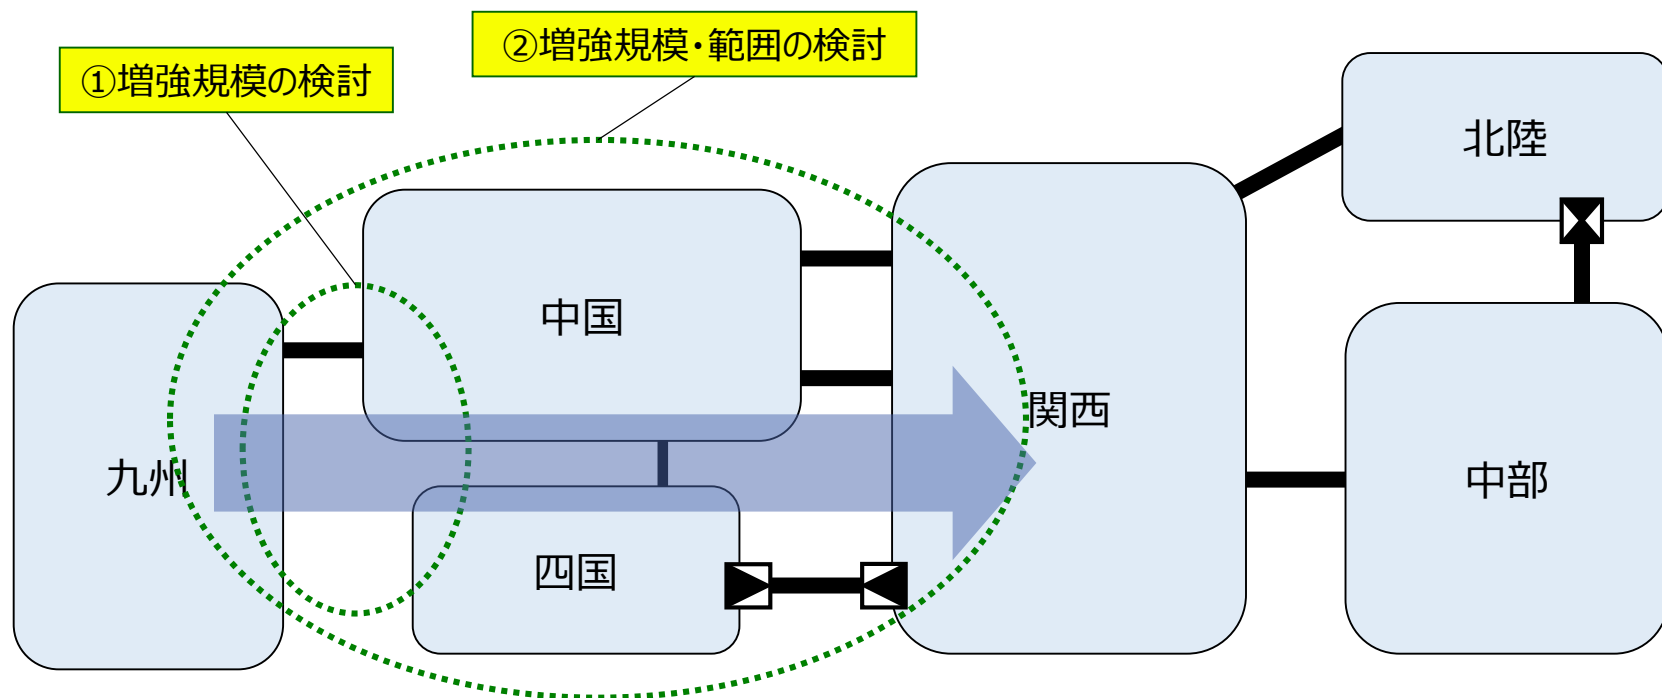 ①増強規模の検討
②増強規模・範囲の検討
北陸
中国
関西
九州
中部
四国